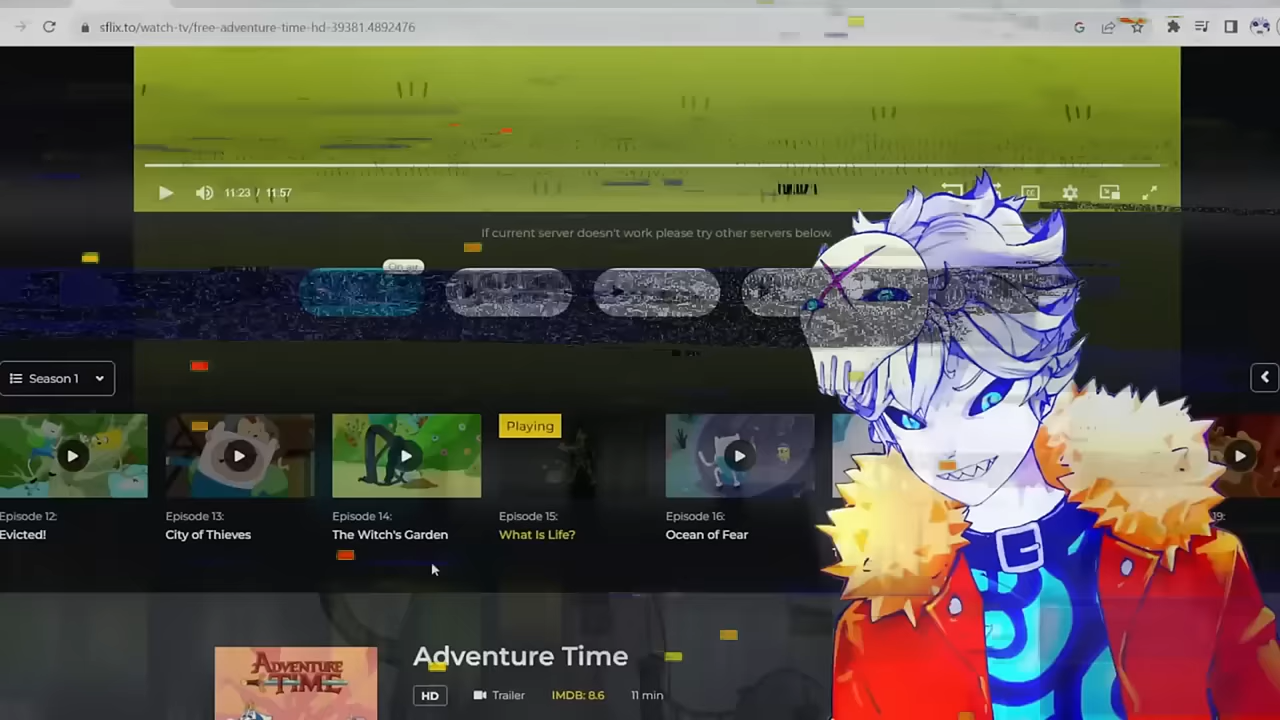 sflix.to/watch-tv/free-adventure-time-hd-39381.4892476
11:23 / 11:57
If current server doesn't work please try other servers below.
On air
Season 1
Playing
Episode 12:
Evicted!
Episode 13:
City of Thieves
Episode 14:
The Witch's Garden
Episode 15:
What Is Life?
Episode 16:
Ocean of Fear
19:
Adventure Time
ADVENTURE
TIME
HD
Trailer
IMDB: 8.6
11 min